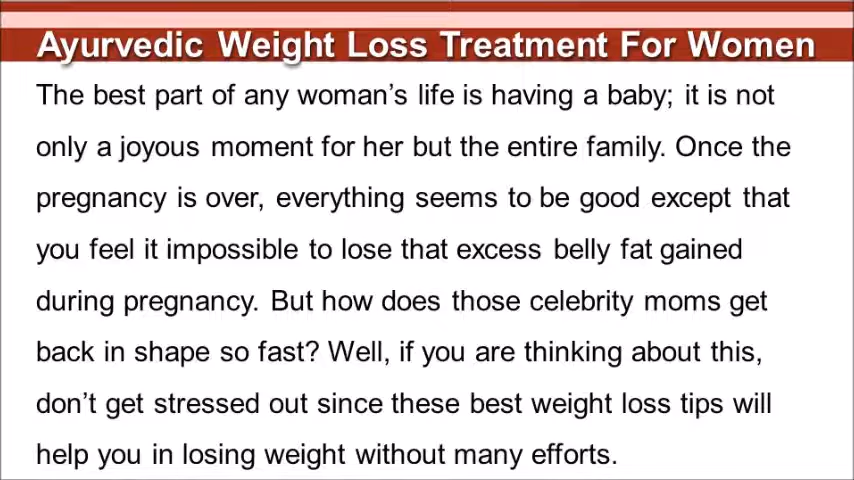 Ayurvedic Weight Loss Treatment For Women
The best part of any woman’s life is having a baby; it is not
only a joyous moment for her but the entire family. Once the
pregnancy is over, everything seems to be good except that
you feel it impossible to lose that excess belly fat gained
during pregnancy. But how does those celebrity moms get
back in shape so fast? Well, if you are thinking about this,
don’t get stressed out since these best weight loss tips will
help you in losing weight without many efforts.